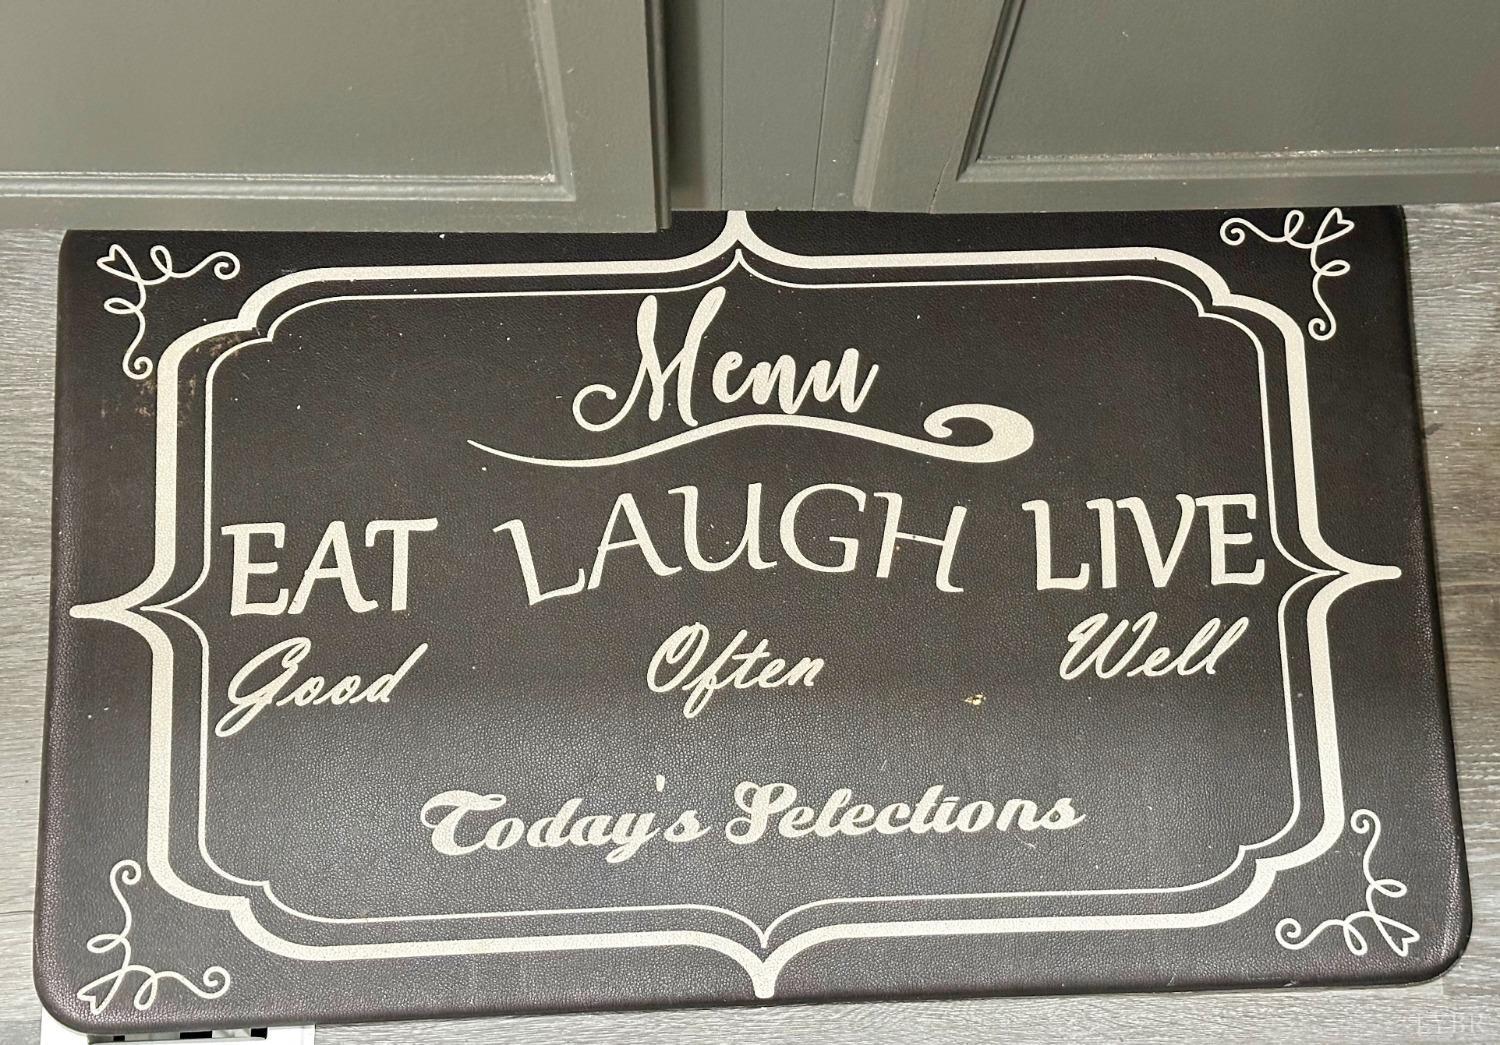 Menu
EAT LAUGH LIVE
Good Often Well
Today's Selections